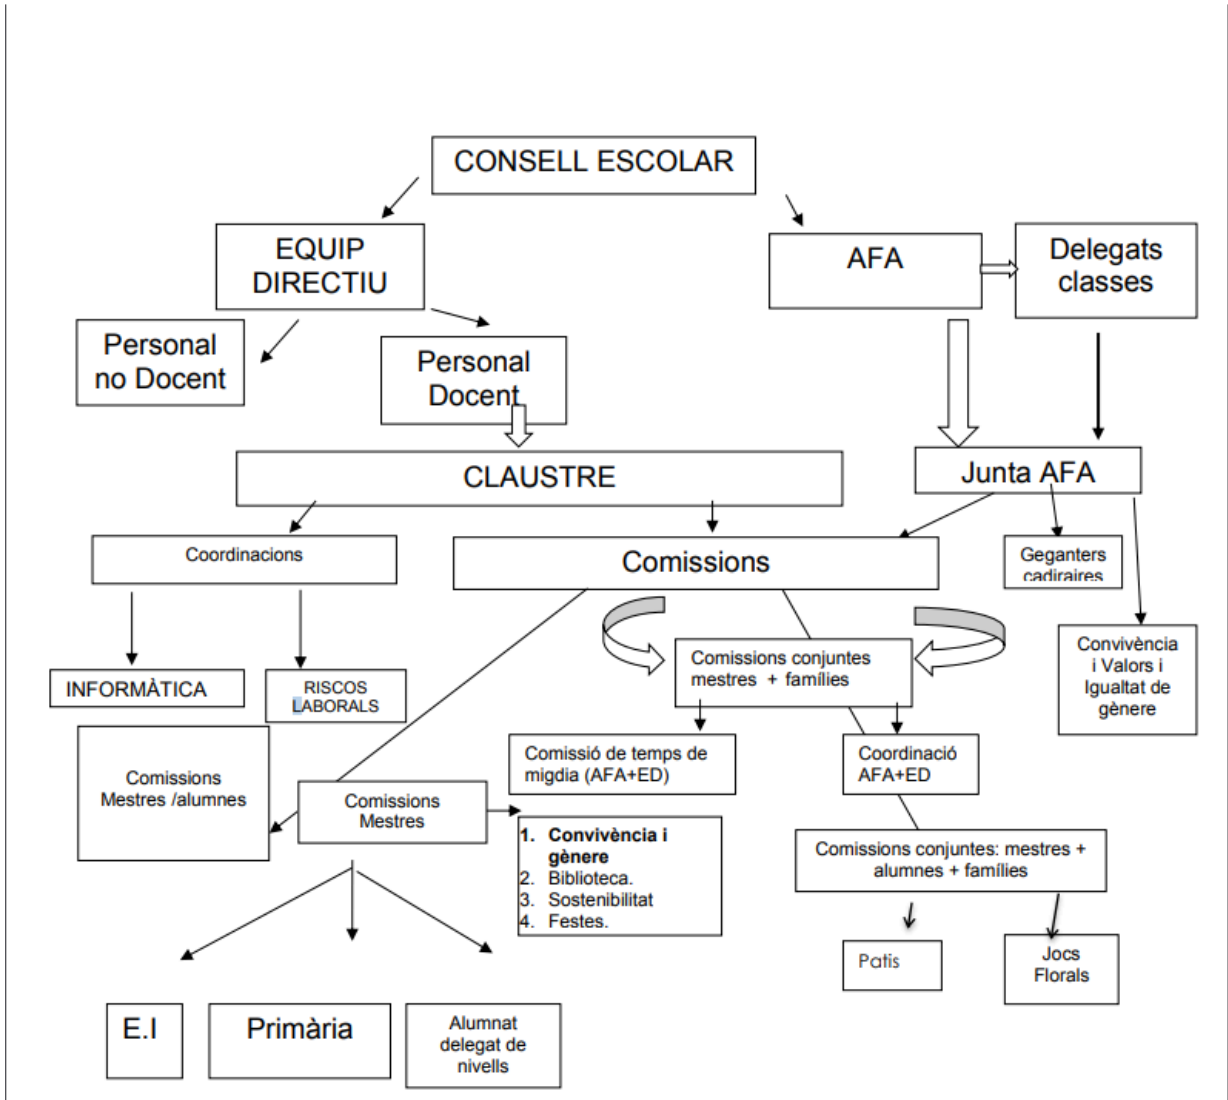 CONSELL ESCOLAR
EQUIP
DIRECTIU
AFA
Delegats
classes
Personal
no Docent
Personal
Docent
CLAUSTRE
Junta AFA
Coordinacions
Comissions
Geganters
cadiraires
INFORMÀTICA
RISCOS
LABORALS
Comissions conjuntes
mestres + famílies
Convivència
i Valors i
Igualtat de
gènere
Comissions
Mestres /alumnes
Comissions
Mestres
Comissió de temps de
migdia (AFA+ED)
Coordinació
AFA+ED
1. Convivència i
gènere
2. Biblioteca.
3. Sostenibilitat
4. Festes.
Comissions conjuntes: mestres +
alumnes + famílies
Patis
Jocs
Florals
E.I
Primària
Alumnat
delegat de
nivells